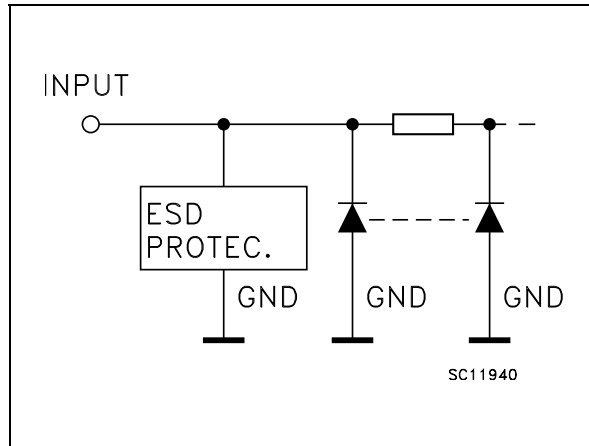 INPUT
ESD
PROTEC.
GND
GND
GND
SC11940